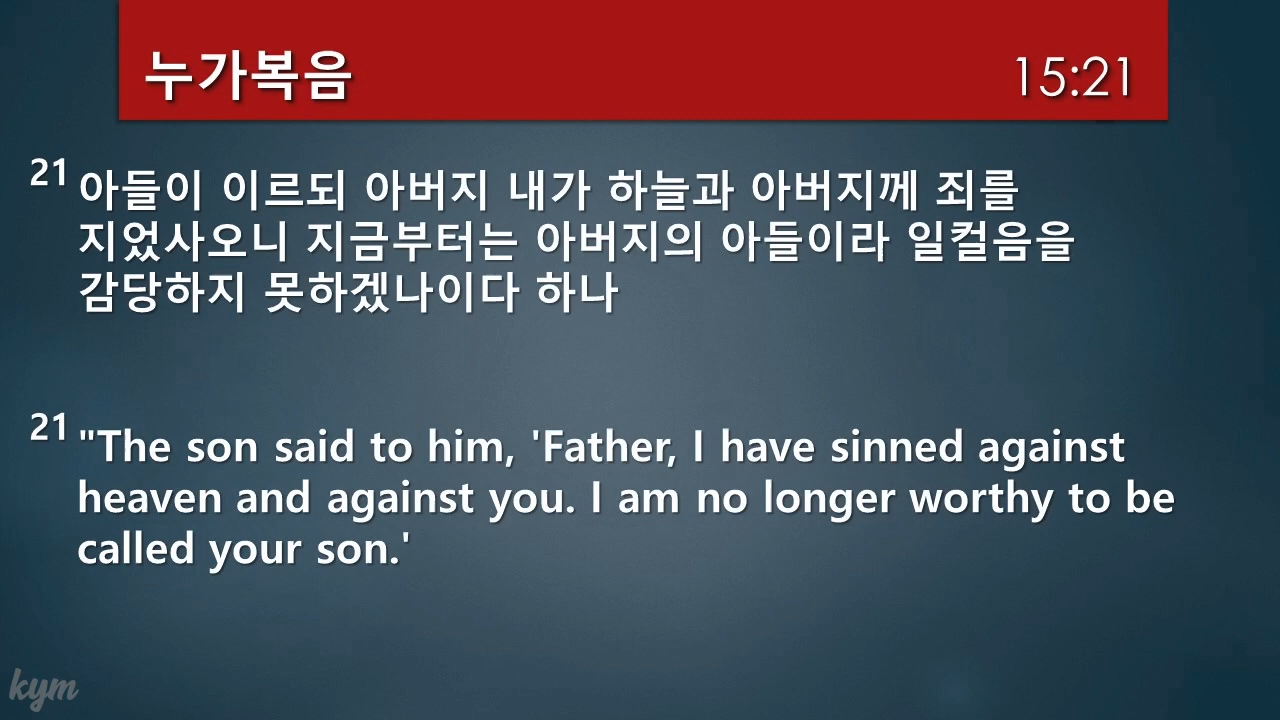 누가복음 15:21
21 아들이 이르되 아버지 내가 하늘과 아버지께 죄를
지었사오니 지금부터는 아버지의 아들이라 일컬음을
감당하지 못하겠나이다 하나
21 "The son said to him, 'Father, I have sinned against
heaven and against you. I am no longer worthy to be
called your son.'
kym